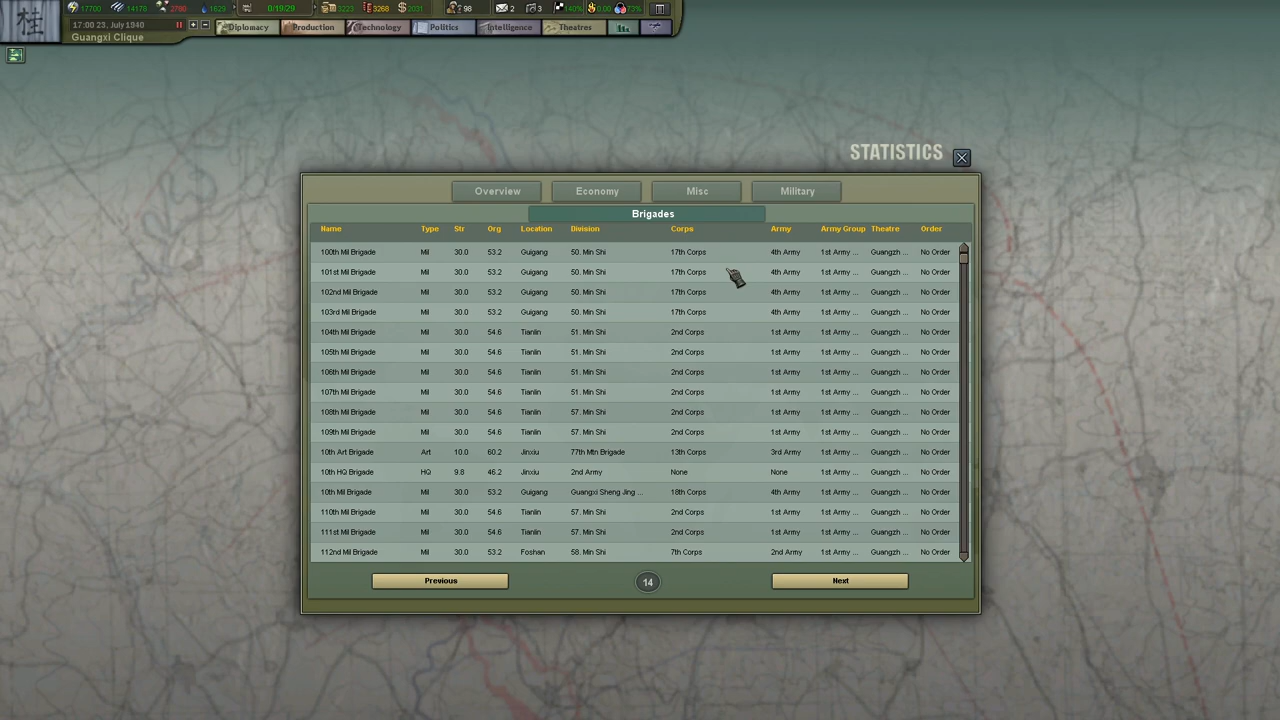 桂
17700 14178 2780 1629 0/19/29 3223 3268 2031 98 2 3 40% 0.00 73%
17:00 23, July 1940
Guangxi Clique
Diplomacy Production Technology Politics Intelligence Theatres
STATISTICS
Overview Economy Misc Military
Brigades
Name Type Str Org Location Division Corps Army Army Group Theatre Order
100th Mil Brigade Mil 30.0 53.2 Guigang 50. Min Shi 17th Corps 4th Army 1st Army ... Guangzh ... No Order
101st Mil Brigade Mil 30.0 53.2 Guigang 50. Min Shi 17th Corps 4th Army 1st Army ... Guangzh ... No Order
102nd Mil Brigade Mil 30.0 53.2 Guigang 50. Min Shi 17th Corps 4th Army 1st Army ... Guangzh ... No Order
103rd Mil Brigade Mil 30.0 53.2 Guigang 50. Min Shi 17th Corps 4th Army 1st Army ... Guangzh ... No Order
104th Mil Brigade Mil 30.0 54.6 Tianlin 51. Min Shi 2nd Corps 1st Army 1st Army ... Guangzh ... No Order
105th Mil Brigade Mil 30.0 54.6 Tianlin 51. Min Shi 2nd Corps 1st Army 1st Army ... Guangzh ... No Order
106th Mil Brigade Mil 30.0 54.6 Tianlin 51. Min Shi 2nd Corps 1st Army 1st Army ... Guangzh ... No Order
107th Mil Brigade Mil 30.0 54.6 Tianlin 51. Min Shi 2nd Corps 1st Army 1st Army ... Guangzh ... No Order
108th Mil Brigade Mil 30.0 54.6 Tianlin 57. Min Shi 2nd Corps 1st Army 1st Army ... Guangzh ... No Order
109th Mil Brigade Mil 30.0 54.6 Tianlin 57. Min Shi 2nd Corps 1st Army 1st Army ... Guangzh ... No Order
10th Art Brigade Art 10.0 60.2 Jinxiu 77th Mtn Brigade 13th Corps 3rd Army 1st Army ... Guangzh ... No Order
10th HQ Brigade HQ 9.8 46.2 Jinxiu 2nd Army None None 1st Army ... Guangzh ... No Order
10th Mil Brigade Mil 30.0 53.2 Guigang Guangxi Sheng Jing ... 18th Corps 4th Army 1st Army ... Guangzh ... No Order
110th Mil Brigade Mil 30.0 54.6 Tianlin 57. Min Shi 2nd Corps 1st Army 1st Army ... Guangzh ... No Order
111st Mil Brigade Mil 30.0 54.6 Tianlin 57. Min Shi 2nd Corps 1st Army 1st Army ... Guangzh ... No Order
112nd Mil Brigade Mil 30.0 53.2 Foshan 58. Min Shi 7th Corps 2nd Army 1st Army ... Guangzh ... No Order
Previous 14 Next